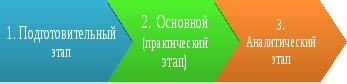 1. Подготовительный
этап
2. Основной
(практический
этап)
3.
Аналитический
этап